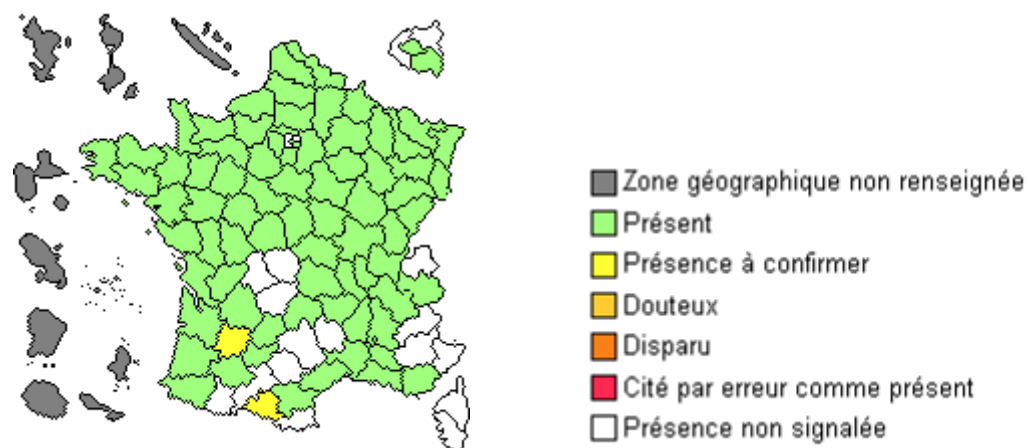 Zone géographique non renseignée
Présent
Présence à confirmer
Douteux
Disparu
Cité par erreur comme présent
Présence non signalée